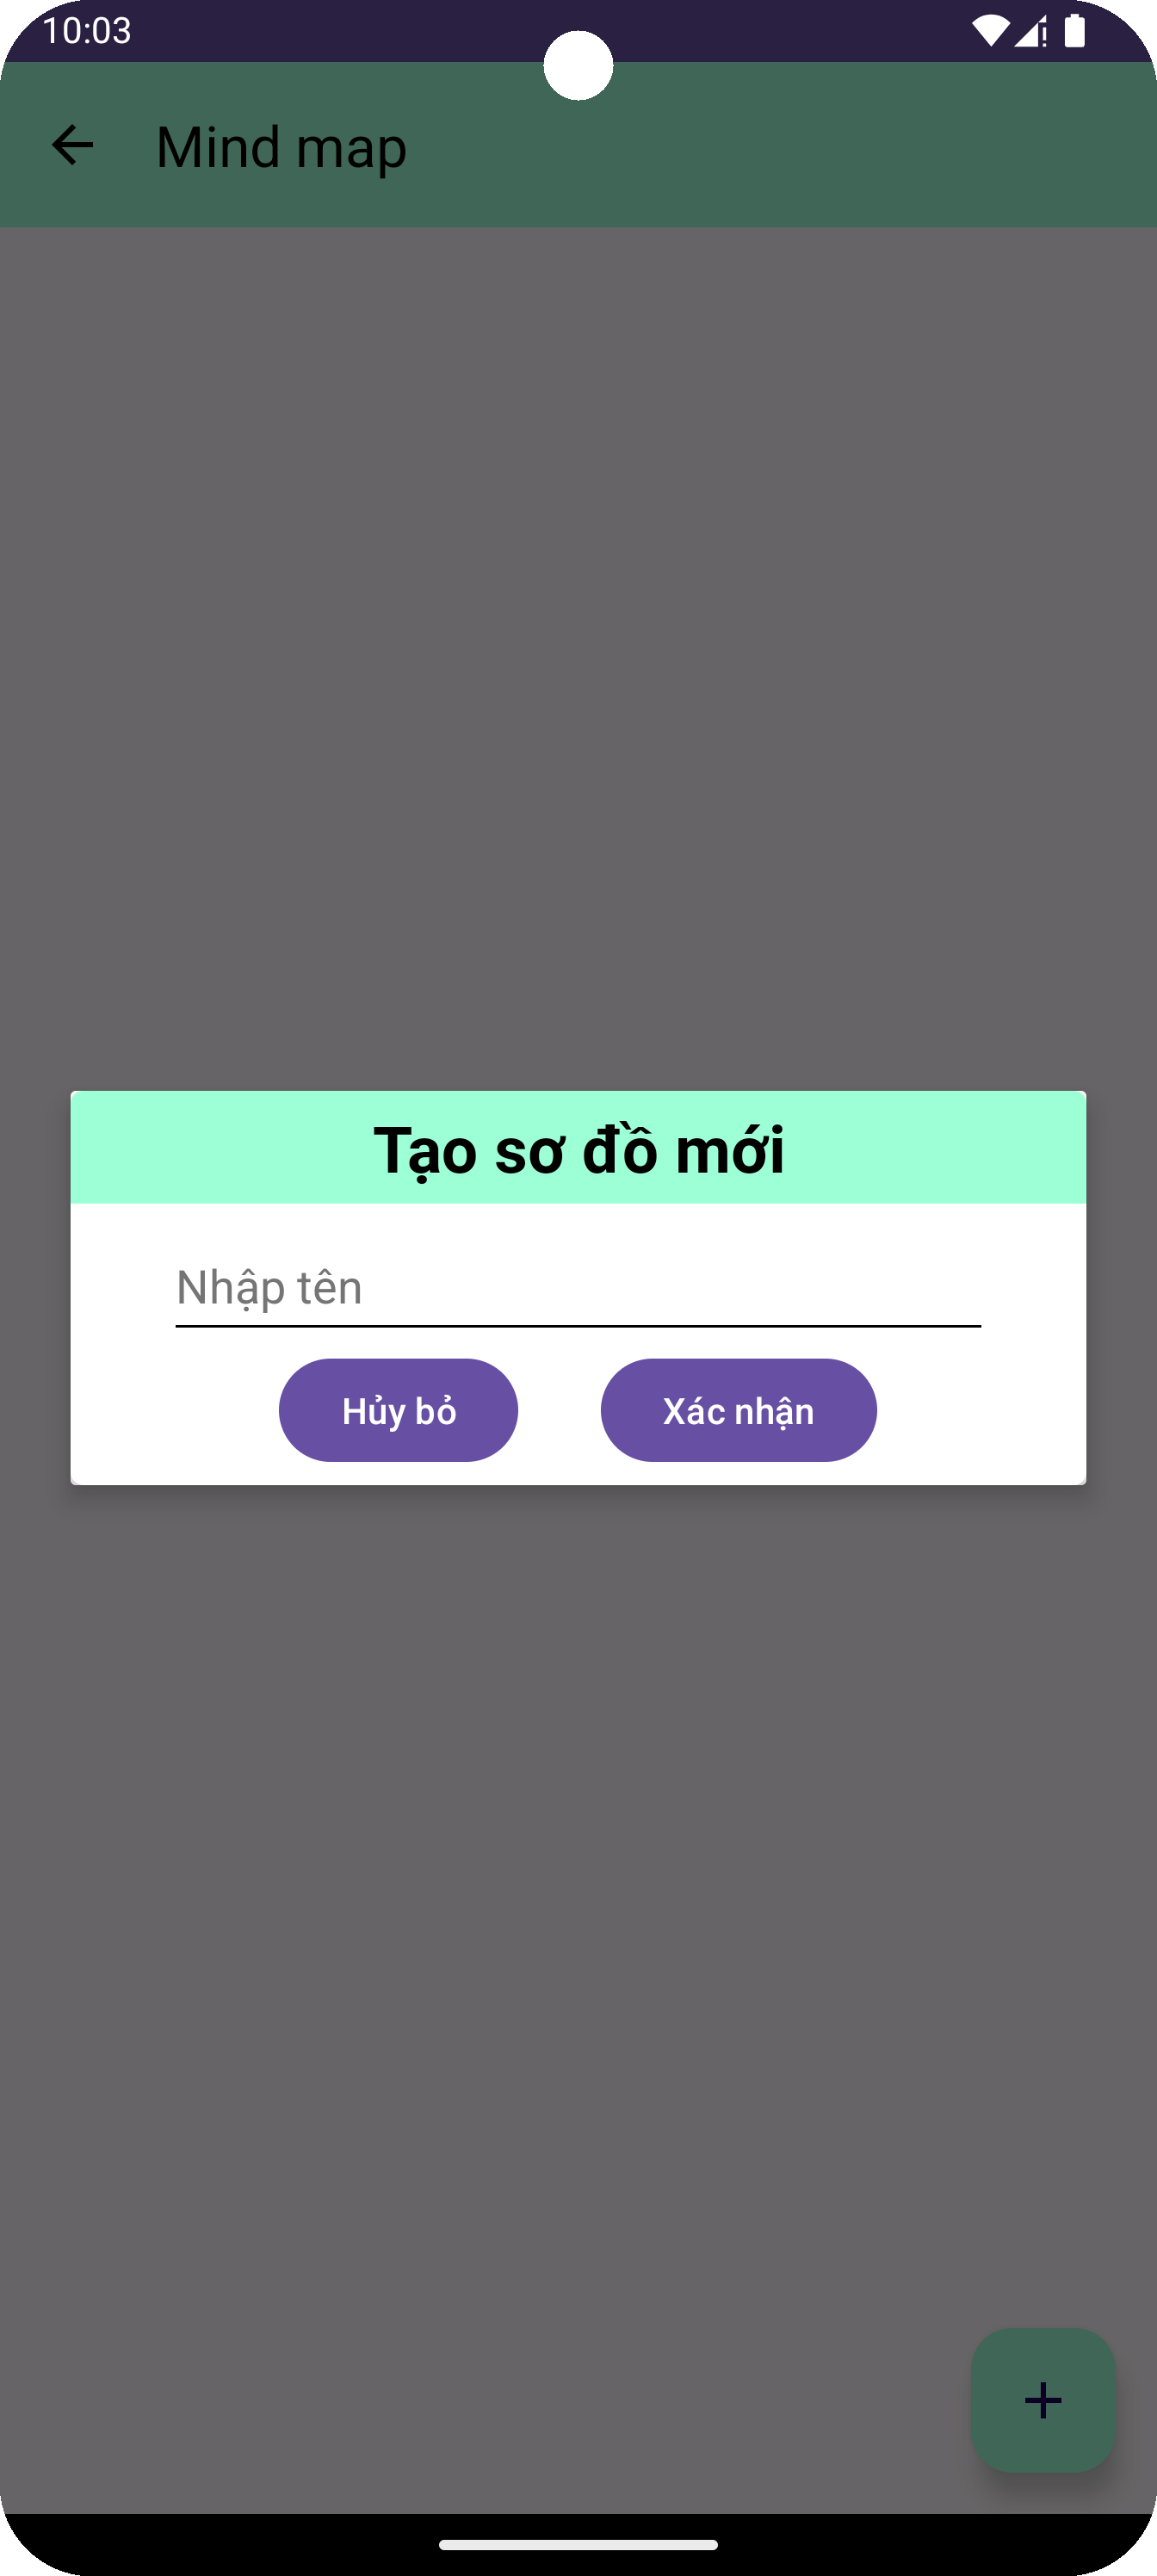 10:03
Mind map
Tạo sơ đồ mới
Nhập tên
Hủy bỏ
Xác nhận